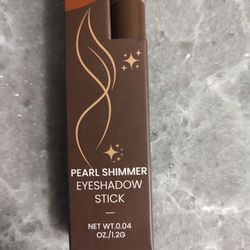 PEARL SHIMMER
EYESHADOW
STICK
NET WT.0.04
OZ./1.2G